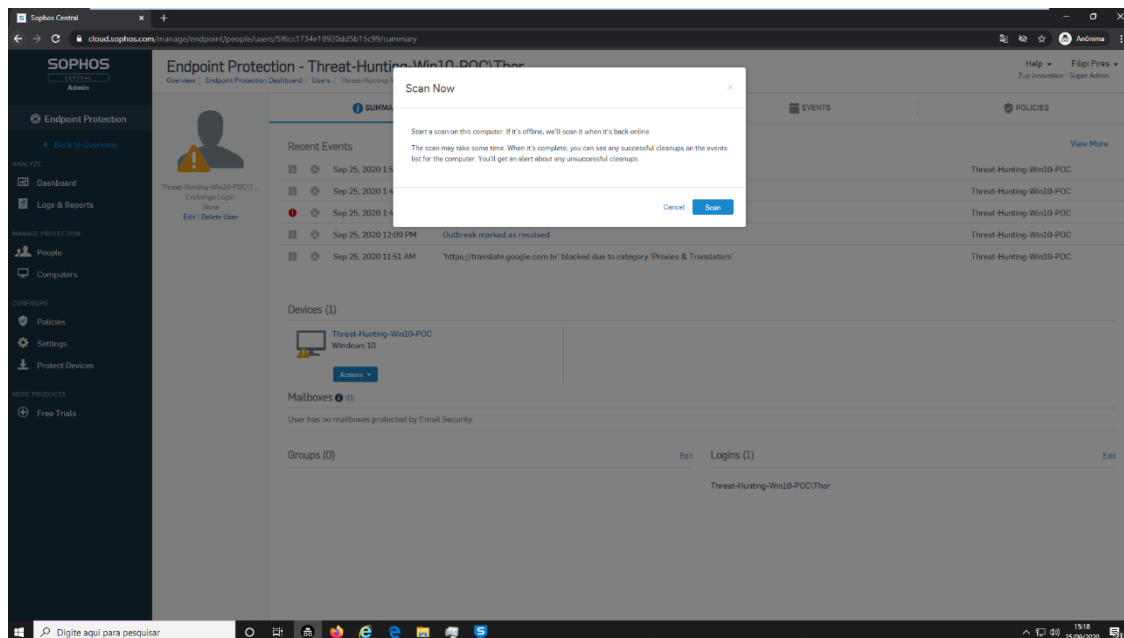 Sophos Central
cloud.sophos.com/manage/endpoint/people/users/5f6cc1734e18920dd5b15c99/summary
Anônima
SOPHOS
CENTRAL
Admin
Endpoint Protection - Threat-Hunting-Win10-POC\Thor
Overview / Endpoint Protection Dashboard / Users / Threat-Hunting-
Help
Filipi Pires
Zup Innovation · Super Admin
Endpoint Protection
Back to Overview
ANALYZE
Dashboard
Logs & Reports
MANAGE PROTECTION
People
Computers
CONFIGURE
Policies
Settings
Protect Devices
MORE PRODUCTS
Free Trials
Threat-Hunting-Win10-POC\T...
Exchange Login
None
Edit | Delete User
SUMMA
EVENTS
POLICIES
Scan Now
Start a scan on this computer. If it's offline, we'll scan it when it's back online.
The scan may take some time. When it's complete, you can see any successful cleanups on the events
list for the computer. You'll get an alert about any unsuccessful cleanups.
Cancel
Scan
Recent Events
View More
Sep 25, 2020 1:5
Threat-Hunting-Win10-POC
Sep 25, 2020 1:4
Threat-Hunting-Win10-POC
Sep 25, 2020 1:4
Threat-Hunting-Win10-POC
Sep 25, 2020 12:09 PM
Outbreak marked as resolved
Threat-Hunting-Win10-POC
Sep 25, 2020 11:51 AM
'https://translate.google.com.br' blocked due to category 'Proxies & Translators'
Threat-Hunting-Win10-POC
Devices (1)
Threat-Hunting-Win10-POC
Windows 10
Actions
Mailboxes (0)
User has no mailboxes protected by Email Security.
Groups (0)
Edit
Logins (1)
Edit
Threat-Hunting-Win10-POC\Thor
Digite aqui para pesquisar
15:18
25/09/2020